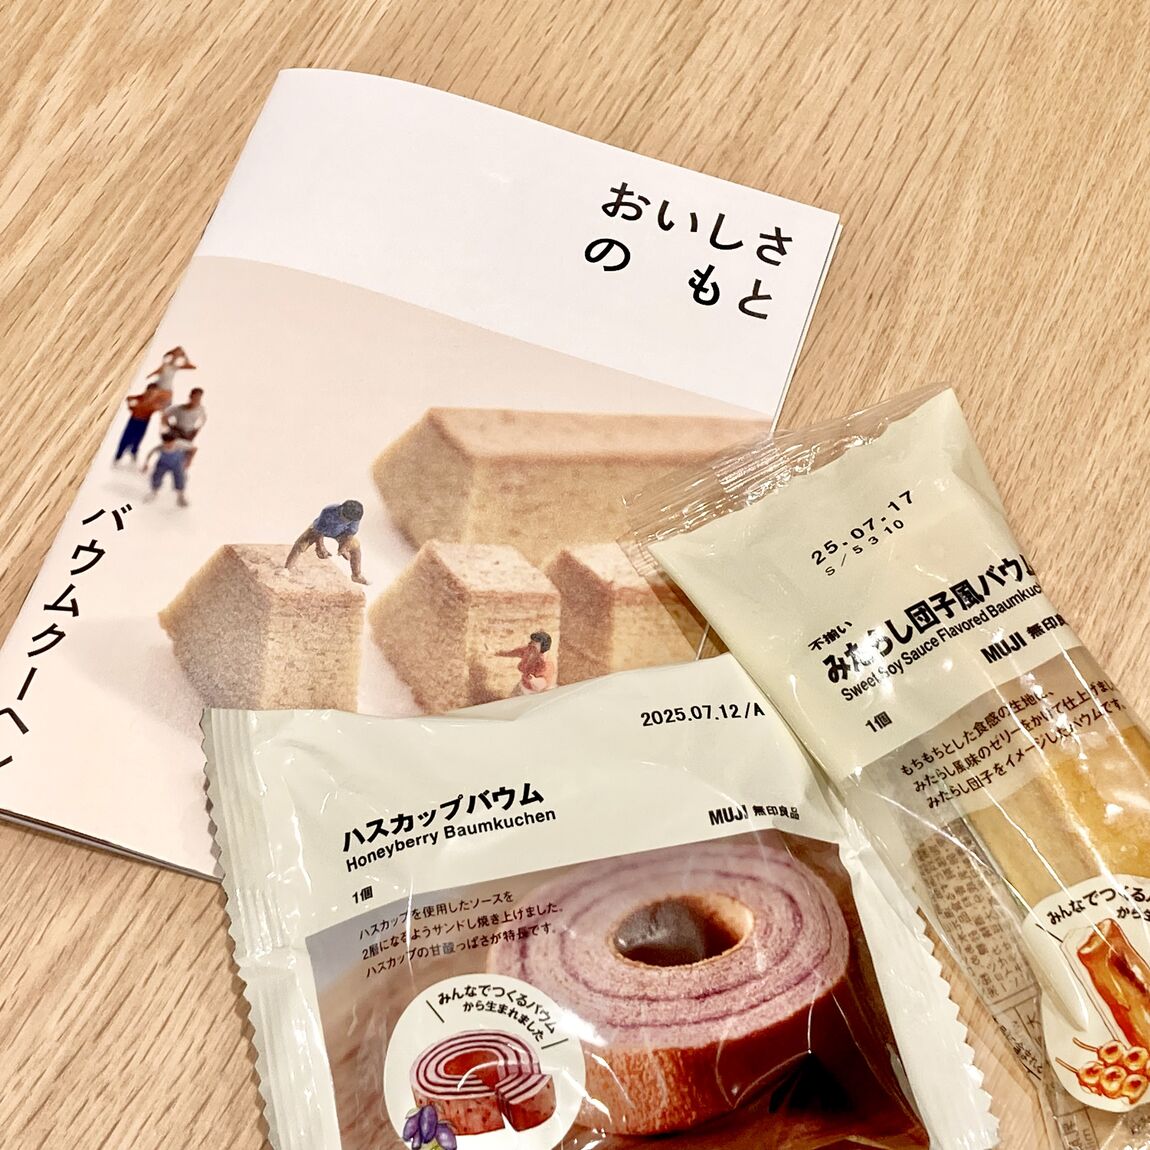 おいしさ
のもと
バウムクーヘン
25.07.17
S/5310
不揃い
みたらし団子風バウム
Sweet Soy Sauce Flavored Baumkuc
MUJI 無印良
1個
もちもちとした食感の生地に、
みたらし風味のゼリーをかけて仕上げまし
みたらし団子をイメージしたバウムです。
みんなでつくる
から
2025.07.12/A
ハスカップバウム
Honeyberry Baumkuchen
MUJI 無印良品
1個
ハスカップを使用したソースを
2層になるようサンドし焼き上げました。
ハスカップの甘酸っぱさが特長です。
みんなでつくるバウム
から生まれました